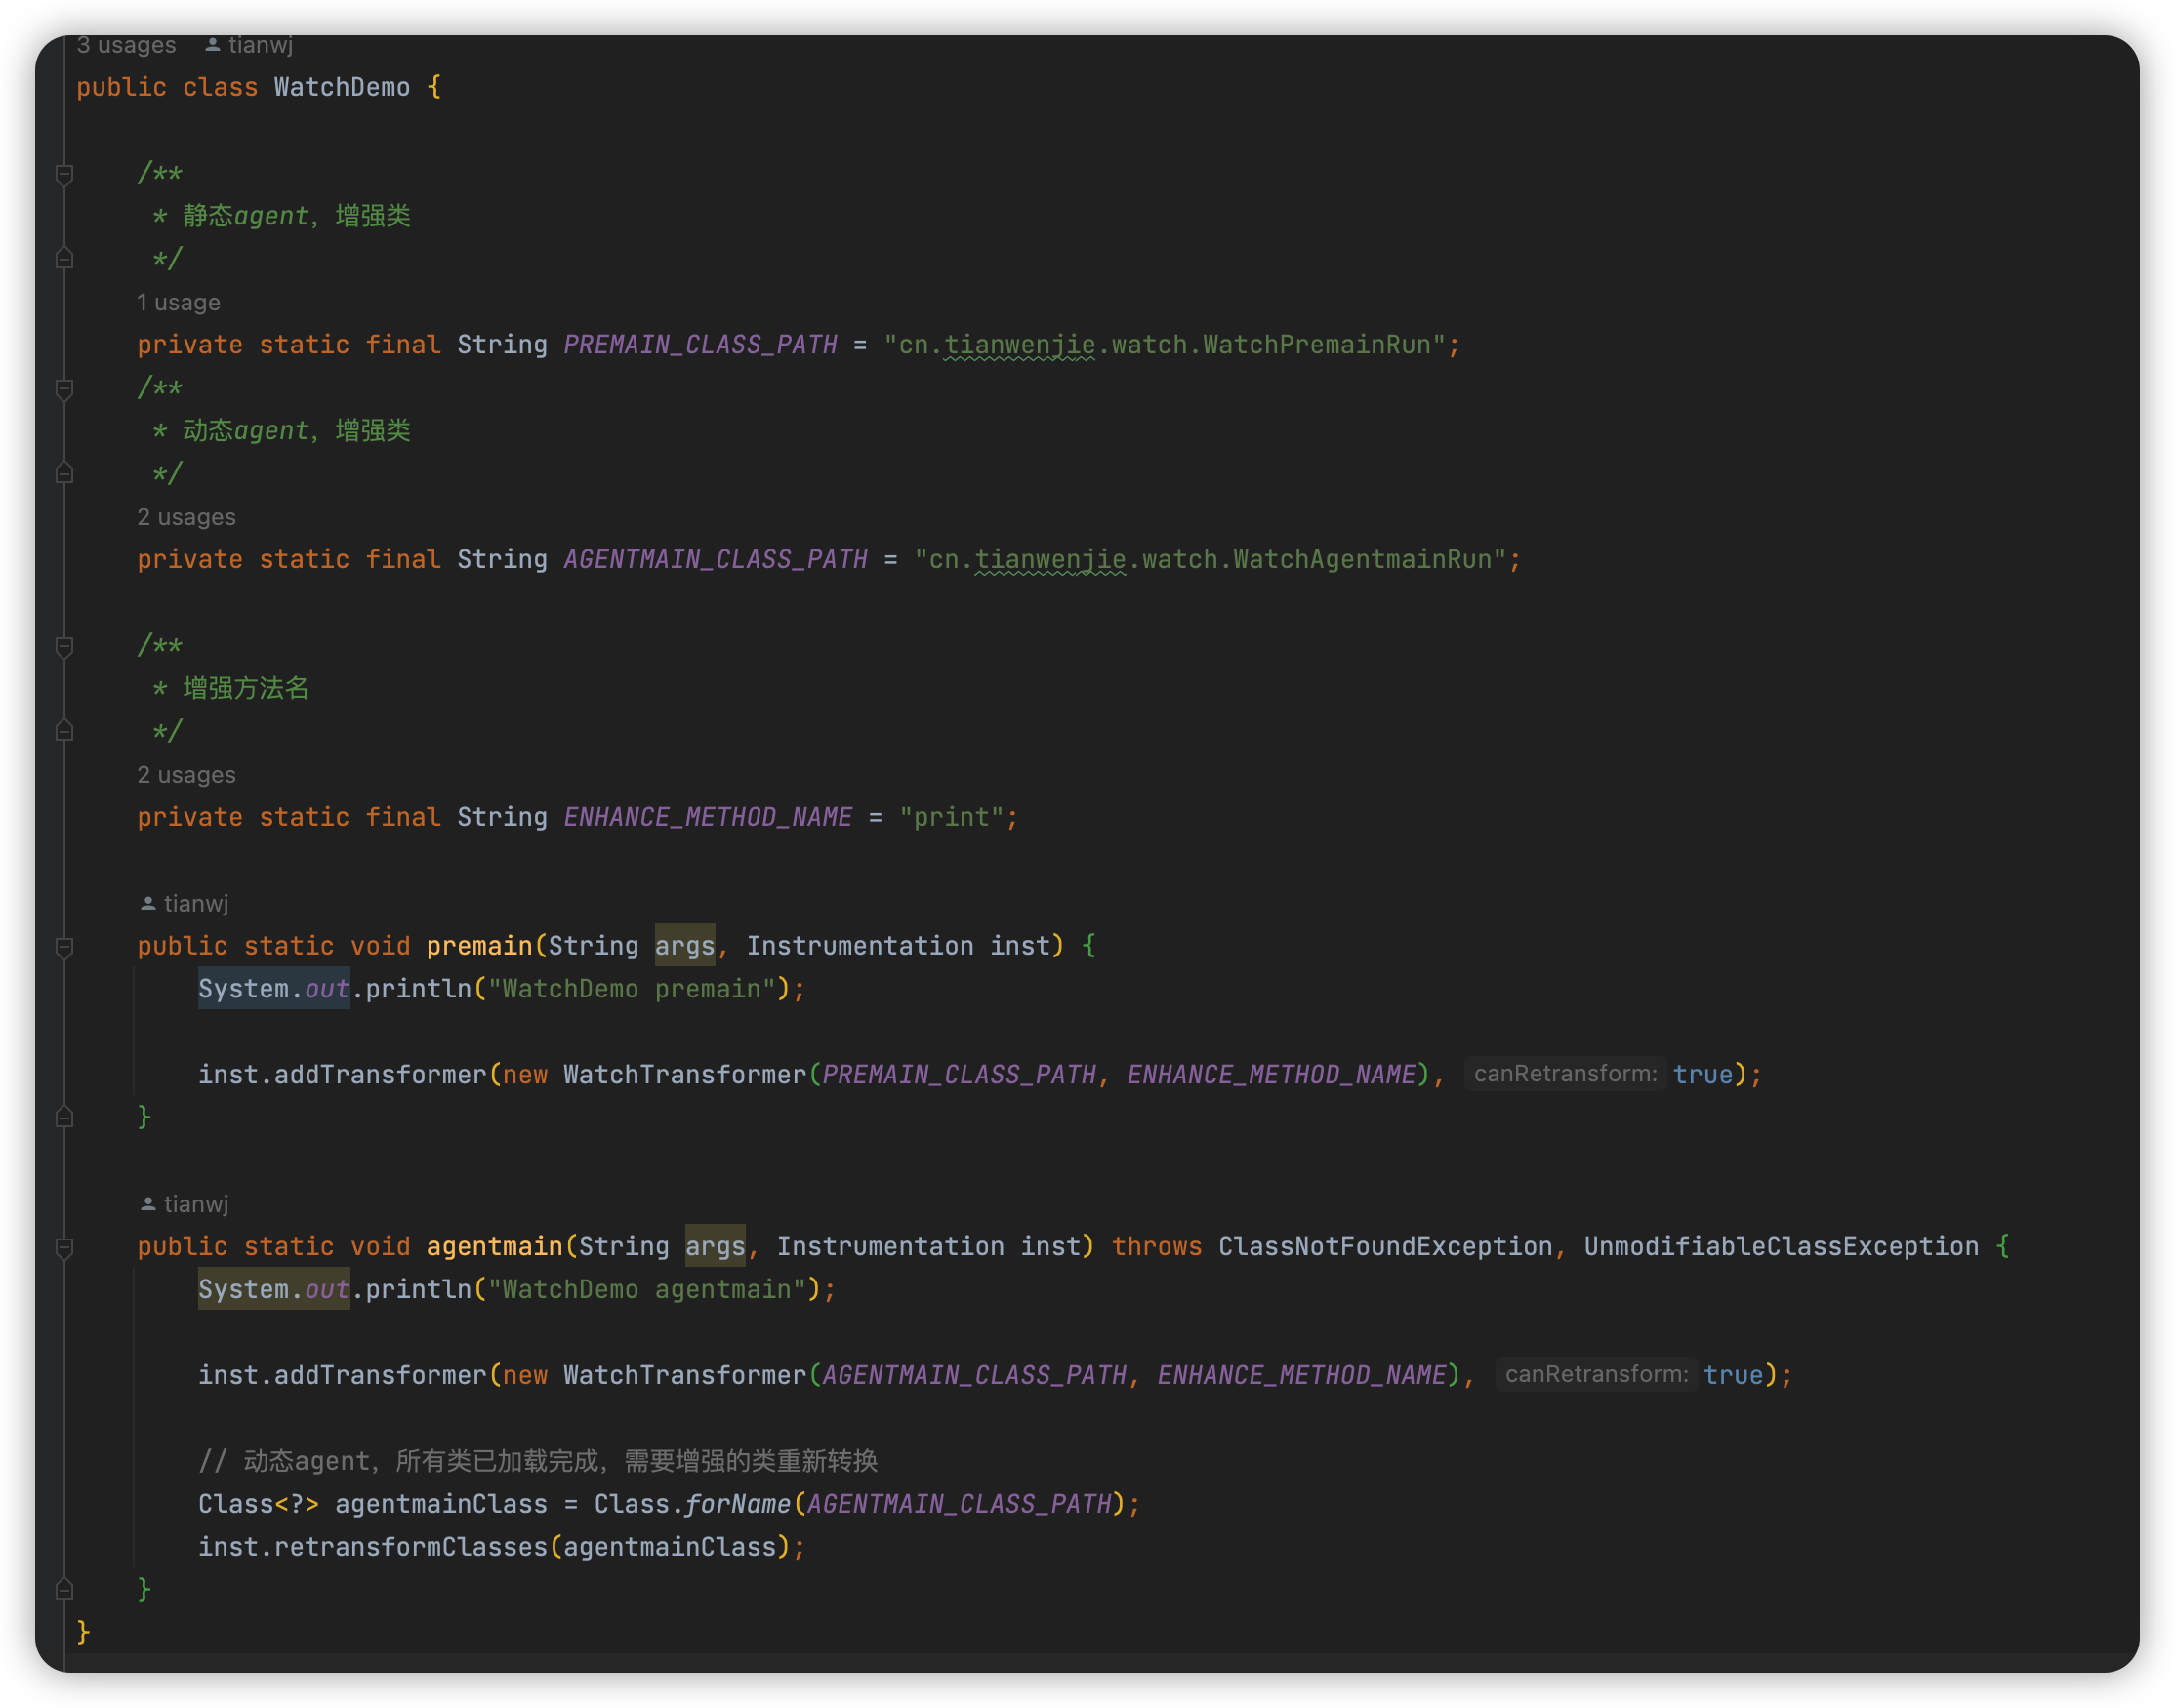 3 usages tianwj
public class WatchDemo {
/**
* 静态agent，增强类
*/
1 usage
private static final String PREMAIN_CLASS_PATH = "cn.tianwenjie.watch.WatchPremainRun";
/**
* 动态agent，增强类
*/
2 usages
private static final String AGENTMAIN_CLASS_PATH = "cn.tianwenjie.watch.WatchAgentmainRun";
/**
* 增强方法名
*/
2 usages
private static final String ENHANCE_METHOD_NAME = "print";
tianwj
public static void premain(String args, Instrumentation inst) {
System.out.println("WatchDemo premain");
inst.addTransformer(new WatchTransformer(PREMAIN_CLASS_PATH, ENHANCE_METHOD_NAME), canRetransform: true);
}
tianwj
public static void agentmain(String args, Instrumentation inst) throws ClassNotFoundException, UnmodifiableClassException {
System.out.println("WatchDemo agentmain");
inst.addTransformer(new WatchTransformer(AGENTMAIN_CLASS_PATH, ENHANCE_METHOD_NAME), canRetransform: true);
// 动态agent，所有类已加载完成，需要增强的类重新转换
Class<?> agentmainClass = Class.forName(AGENTMAIN_CLASS_PATH);
inst.retransformClasses(agentmainClass);
}
}